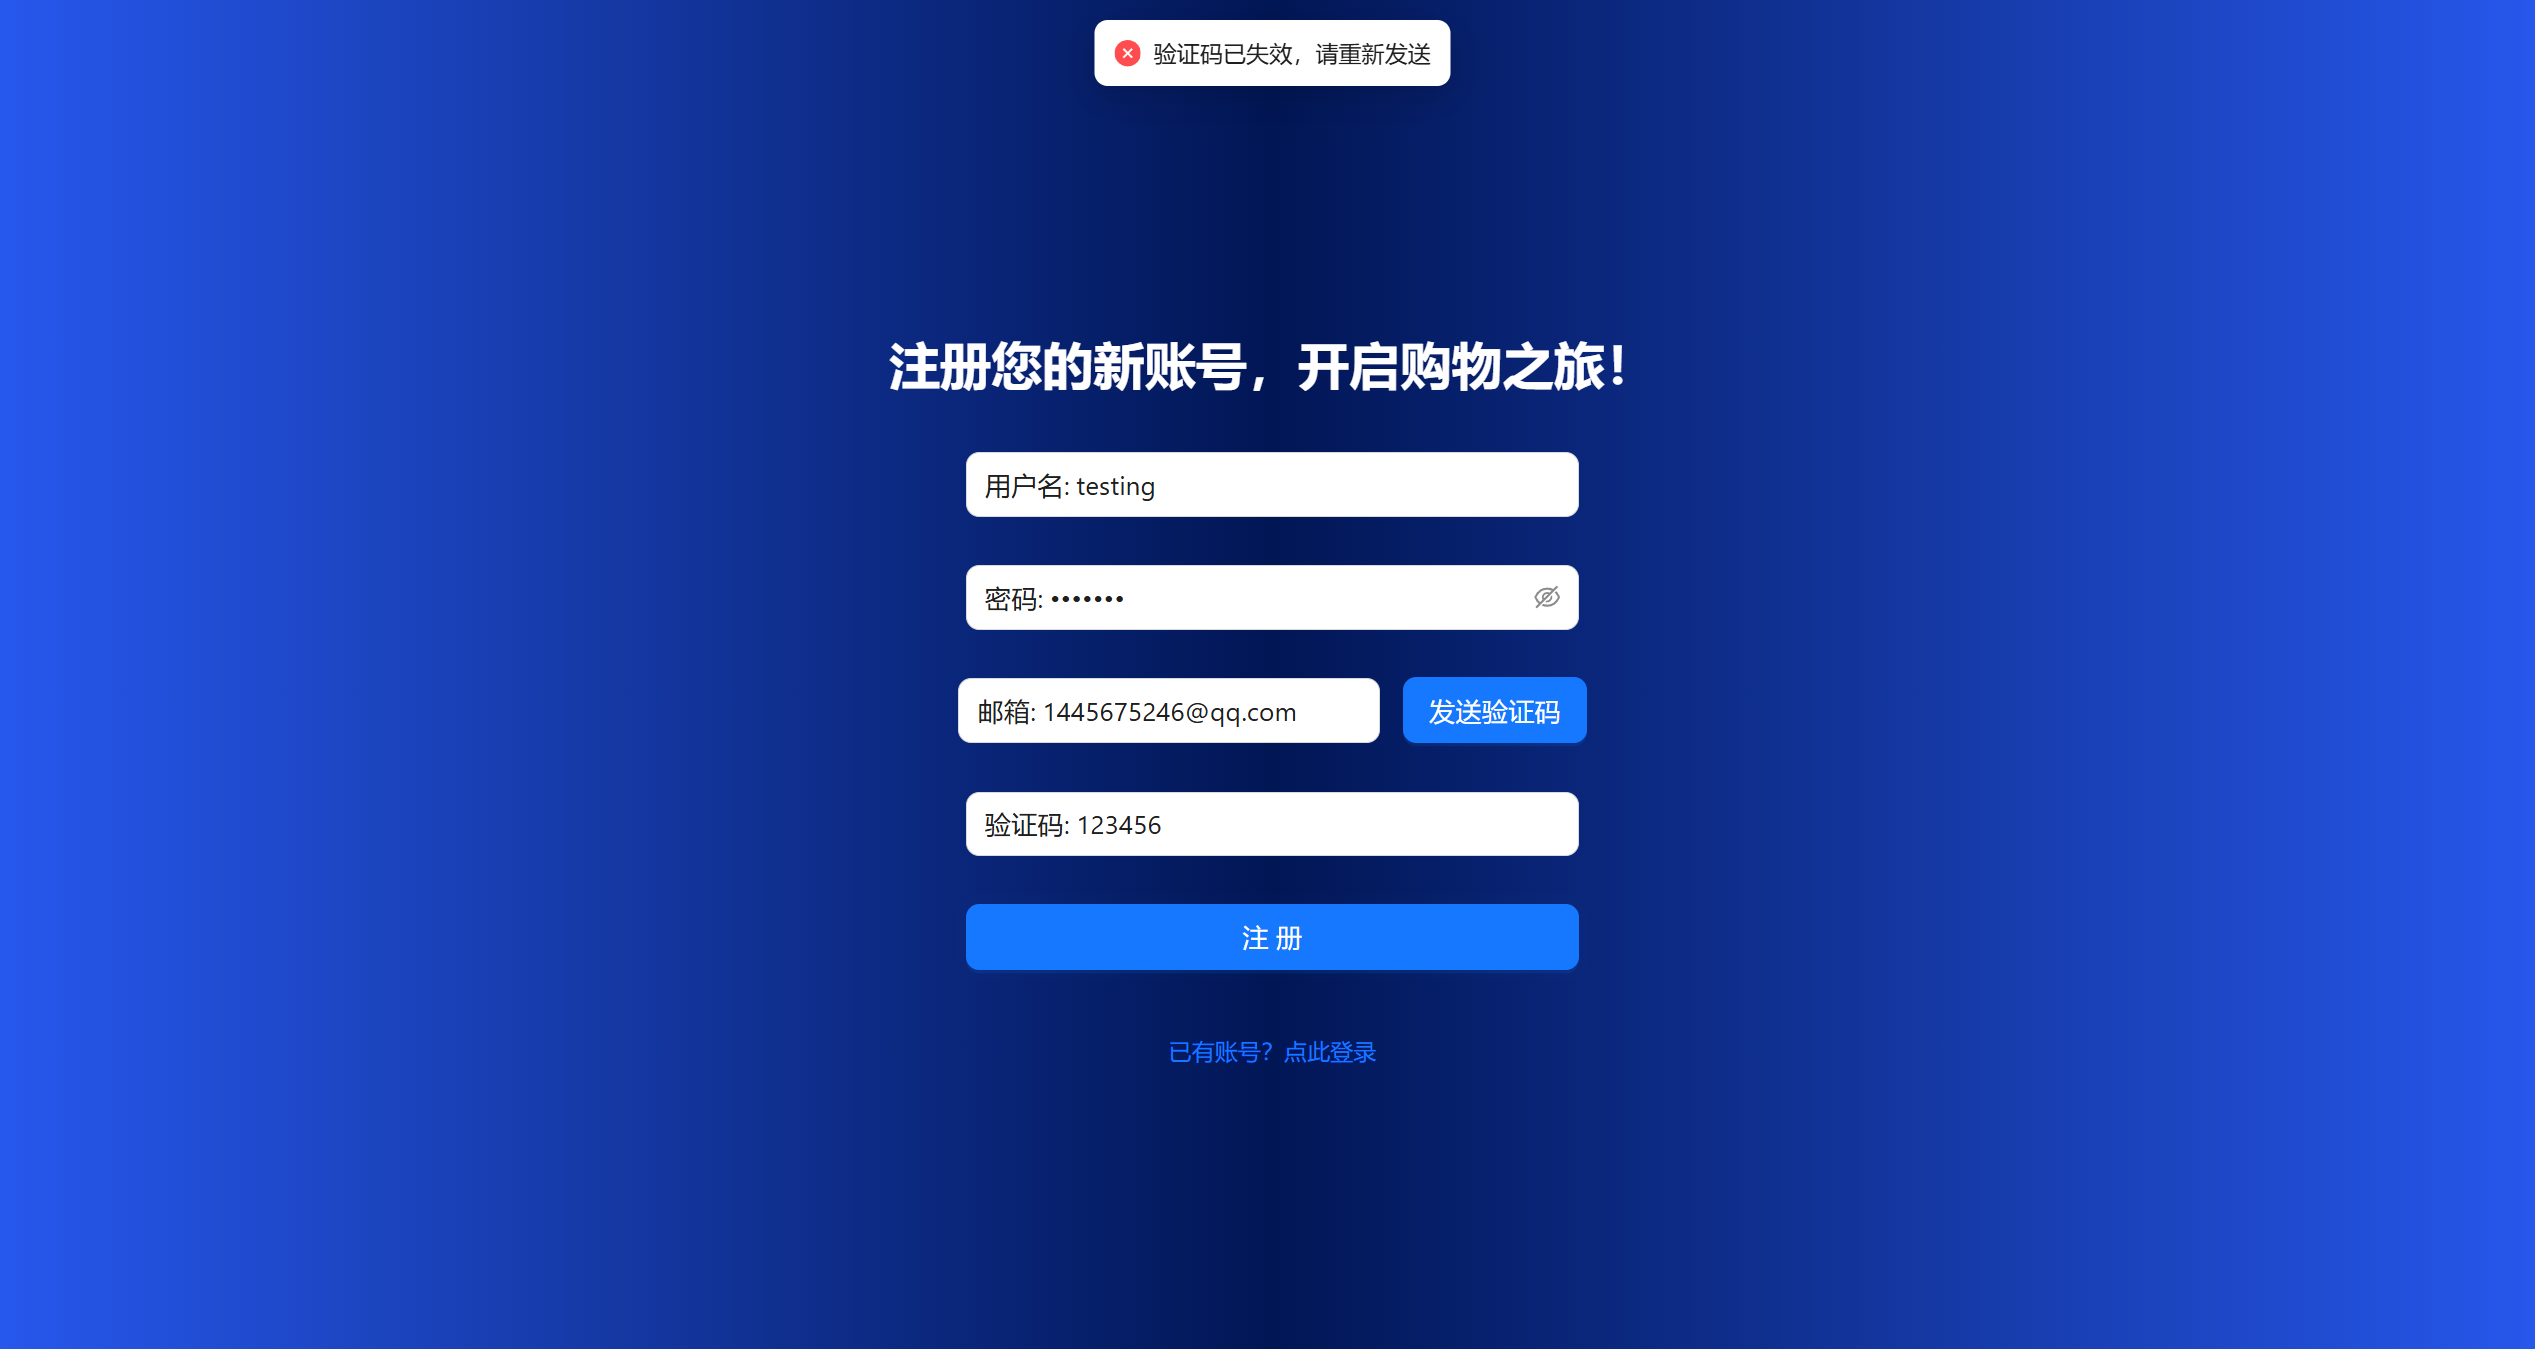 验证码已失效，请重新发送
注册您的新账号，开启购物之旅！
用户名: testing
密码: •••••••
邮箱: 1445675246@qq.com
发送验证码
验证码: 123456
注 册
已有账号？点此登录